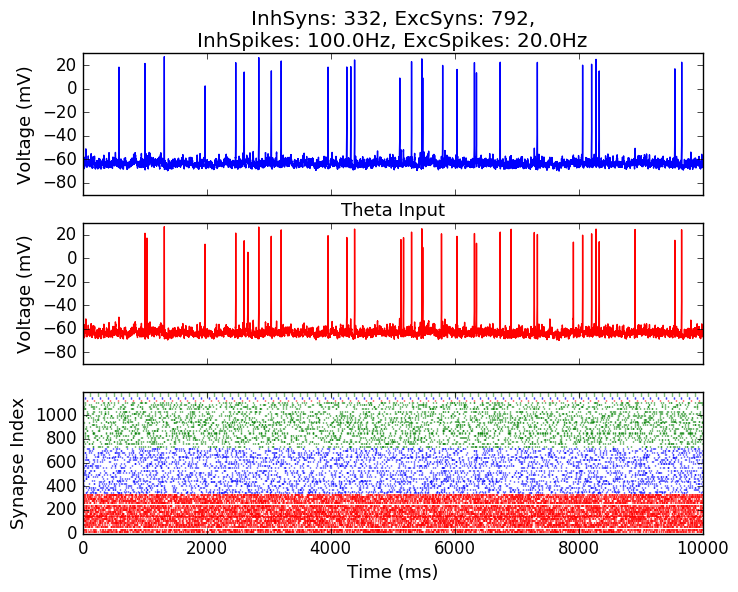 InhSyns: 332, ExcSyns: 792,
InhSpikes: 100.0Hz, ExcSpikes: 20.0Hz
Voltage (mV)
20
0
−20
−40
−60
−80
Theta Input
Voltage (mV)
20
0
−20
−40
−60
−80
Synapse Index
1000
800
600
400
200
0
0 2000 4000 6000 8000 10000
Time (ms)